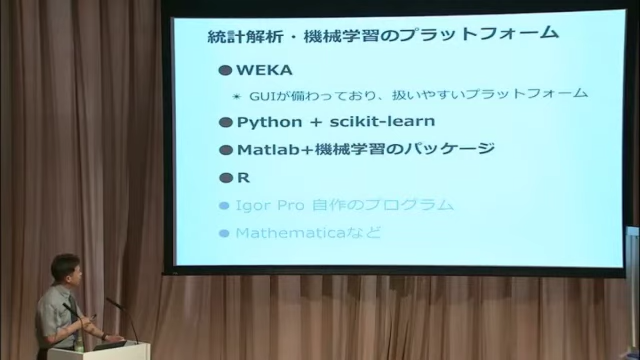 統計解析・機械学習のプラットフォーム
●WEKA
✴ GUIが備わっており、扱いやすいプラットフォーム
●Python + scikit-learn
●Matlab+機械学習のパッケージ
●R
●Igor Pro 自作のプログラム
●Mathematicaなど